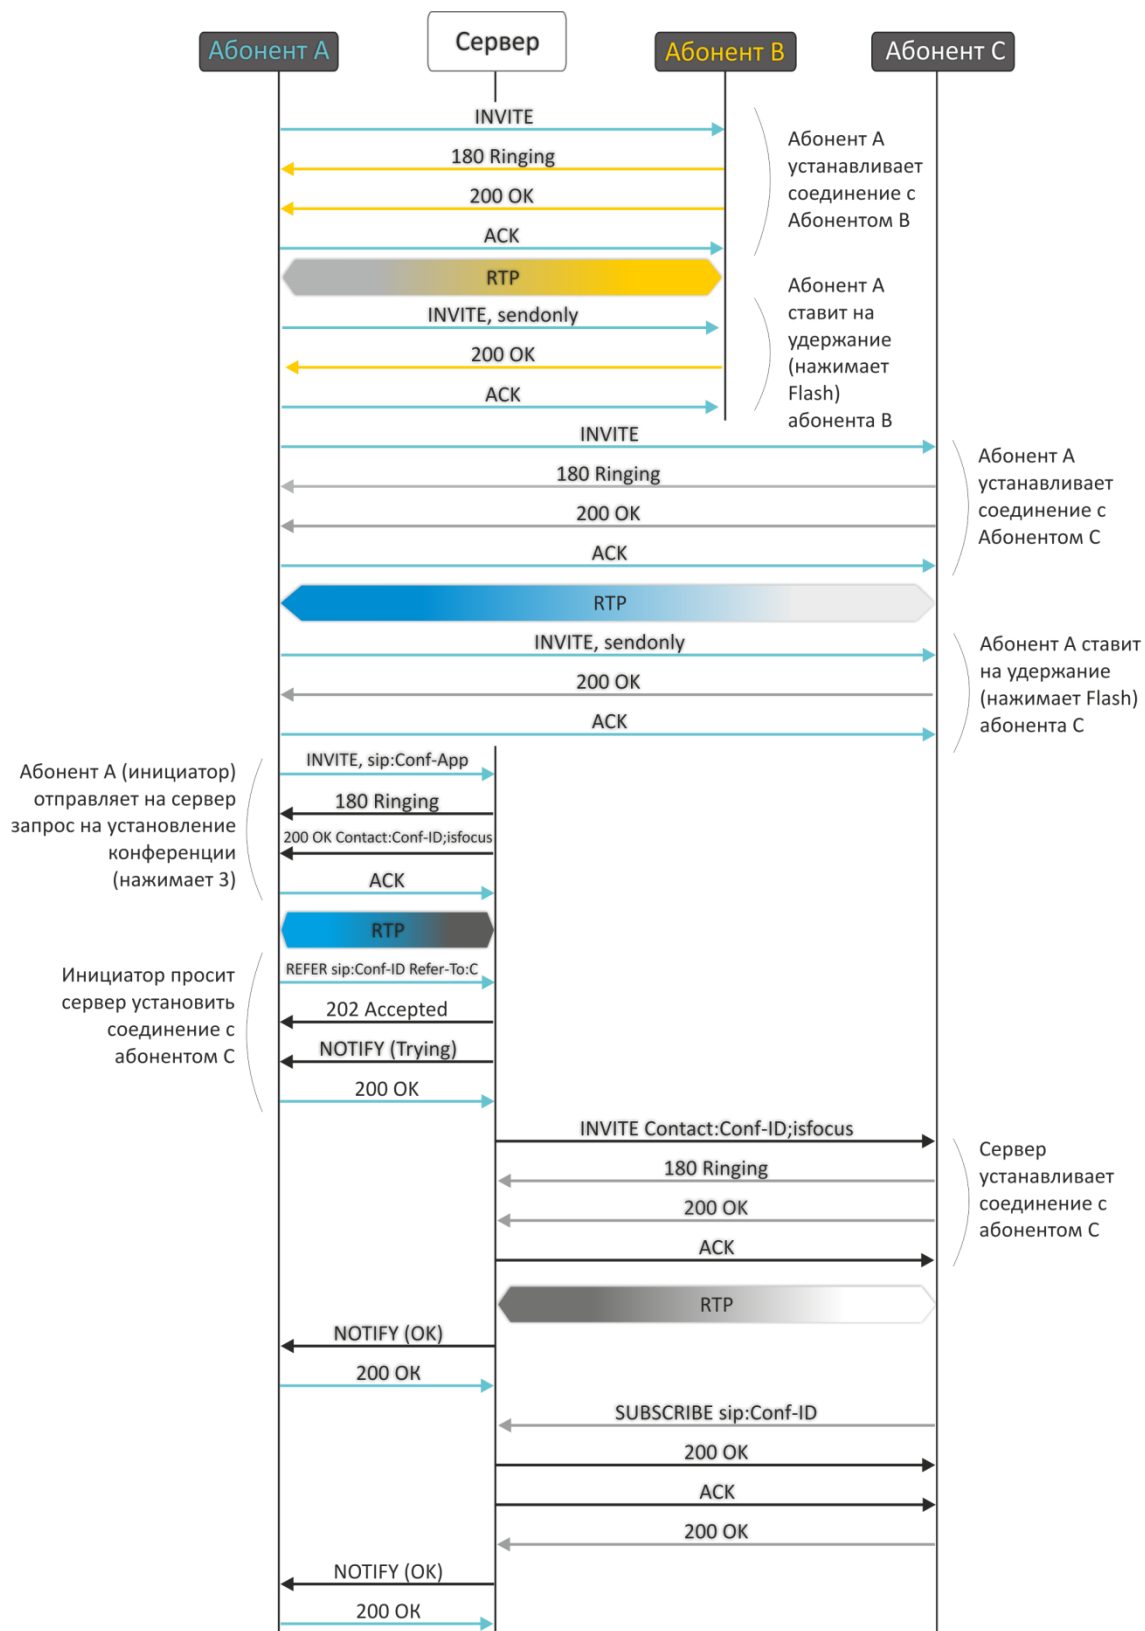 Абонент A
Сервер
Абонент B
Абонент C
INVITE
180 Ringing
200 OK
ACK
Абонент A
устанавливает
соединение с
Абонентом B
RTP
INVITE, sendonly
200 OK
ACK
Абонент A
ставит на
удержание
(нажимает
Flash)
абонента B
INVITE
180 Ringing
200 OK
ACK
Абонент A
устанавливает
соединение с
Абонентом C
RTP
INVITE, sendonly
200 OK
ACK
Абонент A ставит
на удержание
(нажимает Flash)
абонента C
Абонент A (инициатор)
отправляет на сервер
запрос на установление
конференции
(нажимает 3)
INVITE, sip:Conf-App
180 Ringing
200 OK Contact:Conf-ID;isfocus
ACK
RTP
Инициатор просит
сервер установить
соединение с
абонентом C
REFER sip:Conf-ID Refer-To:C
202 Accepted
NOTIFY (Trying)
200 OK
INVITE Contact:Conf-ID;isfocus
180 Ringing
200 OK
ACK
Сервер
устанавливает
соединение с
абонентом C
RTP
NOTIFY (OK)
200 OK
SUBSCRIBE sip:Conf-ID
200 OK
ACK
200 OK
NOTIFY (OK)
200 OK